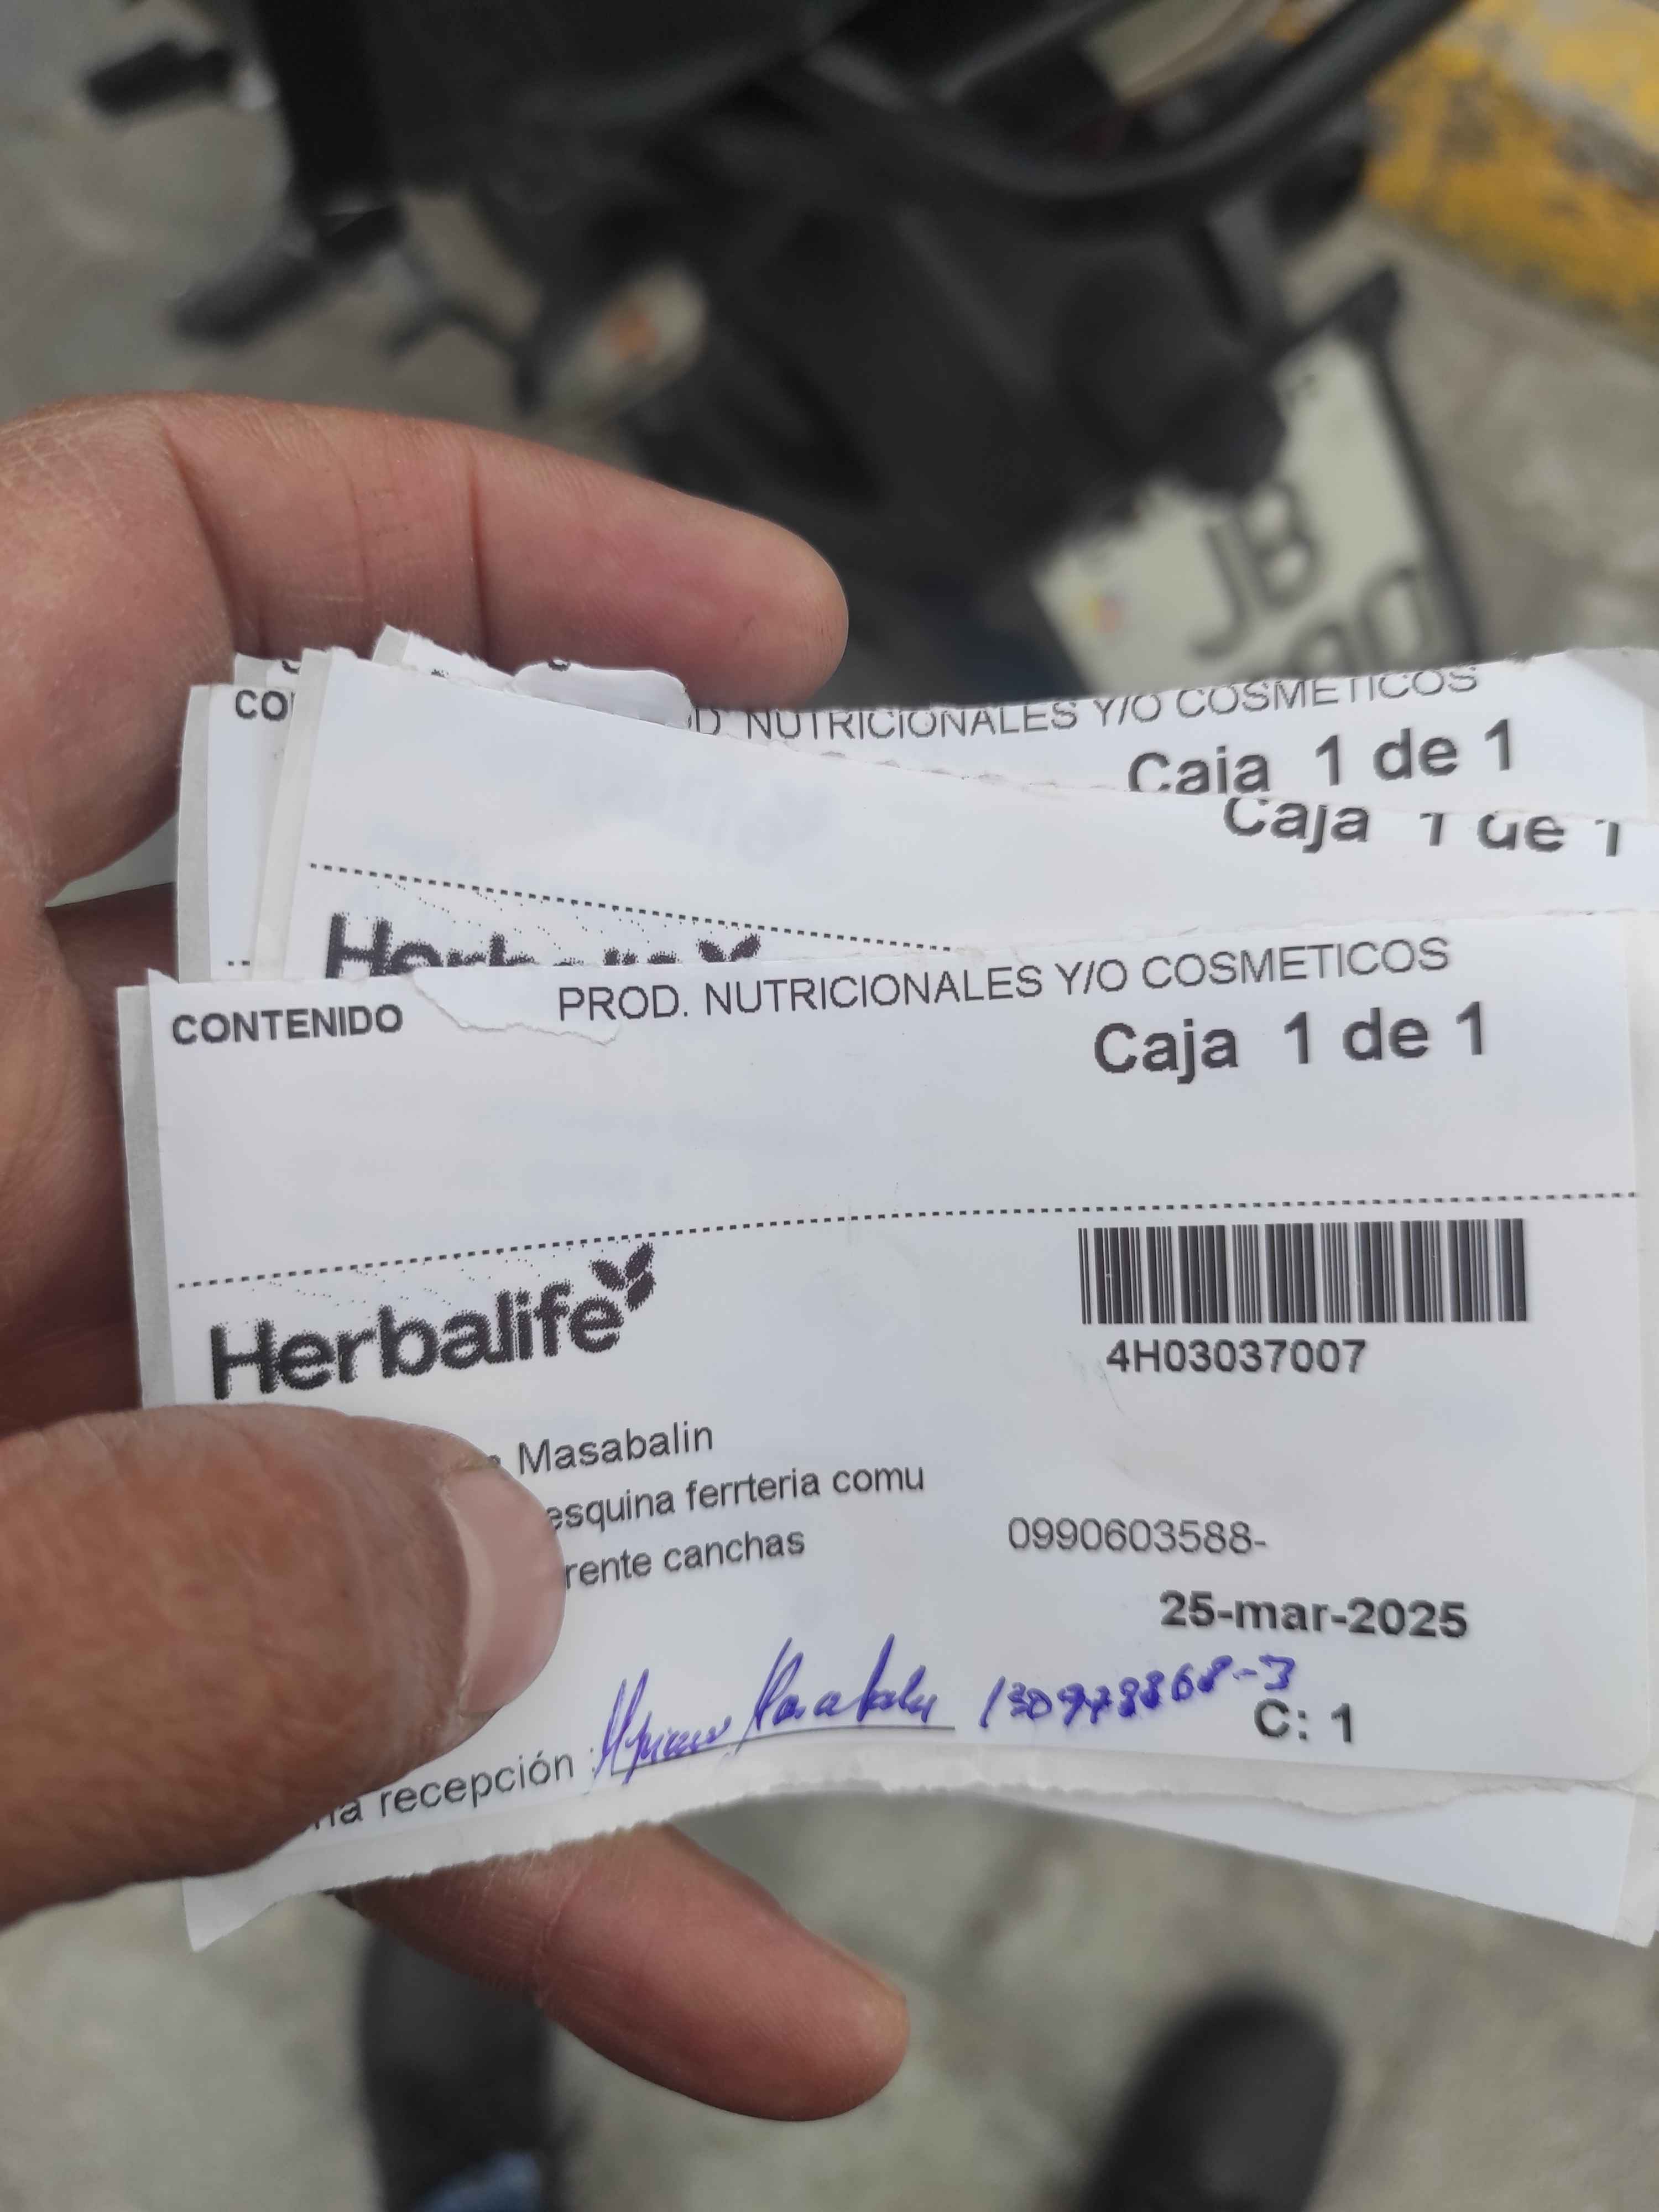 JB
CO
NUTRICIONALES Y/O COSMETICOS
Caja 1 de 1
Caja 1 de 1
Herbalife
CONTENIDO PROD. NUTRICIONALES Y/O COSMETICOS
Caja 1 de 1
Herbalife
4H03037007
Masabalin
esquina ferrteria comu
rente canchas
0990603588-
25-mar-2025
recepción :
C: 1